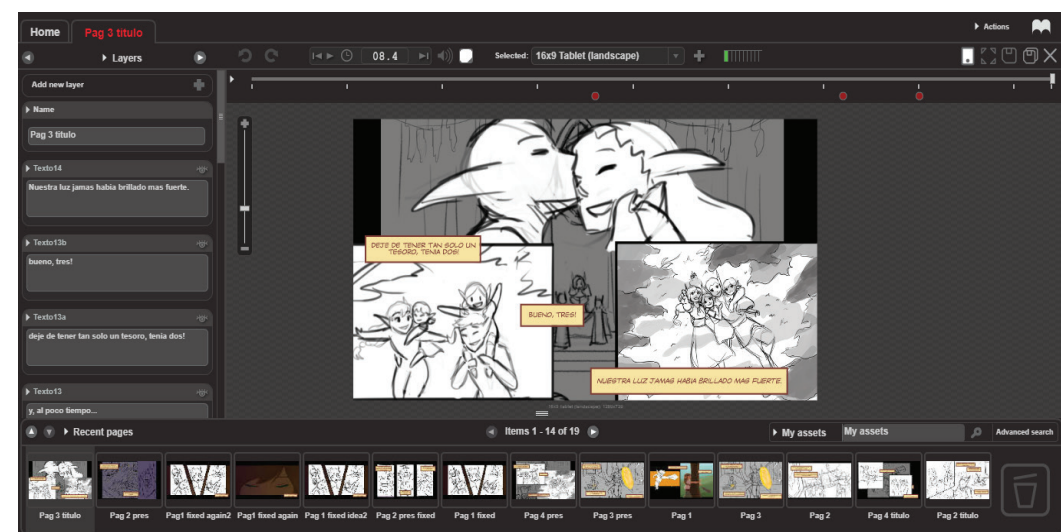 Home
Pag 3 titulo
Actions
Layers
08.4
Selected: 16x9 Tablet (landscape)
Add new layer
Name
Pag 3 titulo
Texto14
Nuestra luz jamas habia brillado mas fuerte.
Texto13b
bueno, tres!
Texto13a
deje de tener tan solo un tesoro, tenia dos!
Texto13
y, al poco tiempo...
DEJE DE TENER TAN SOLO UN
TESORO, TENIA DOS!
BUENO, TRES!
NUESTRA LUZ JAMAS HABIA BRILLADO MAS FUERTE.
Recent pages
Items 1 - 14 of 19
My assets
My assets
Advanced search
Pag 3 titulo
Pag 2 pres
Pag1 fixed again2
Pag1 fixed again
Pag 1 fixed idea2
Pag 2 pres fixed
Pag 1 fixed
Pag 4 pres
Pag 3 pres
Pag 1
Pag 3
Pag 2
Pag 4 titulo
Pag 2 titulo